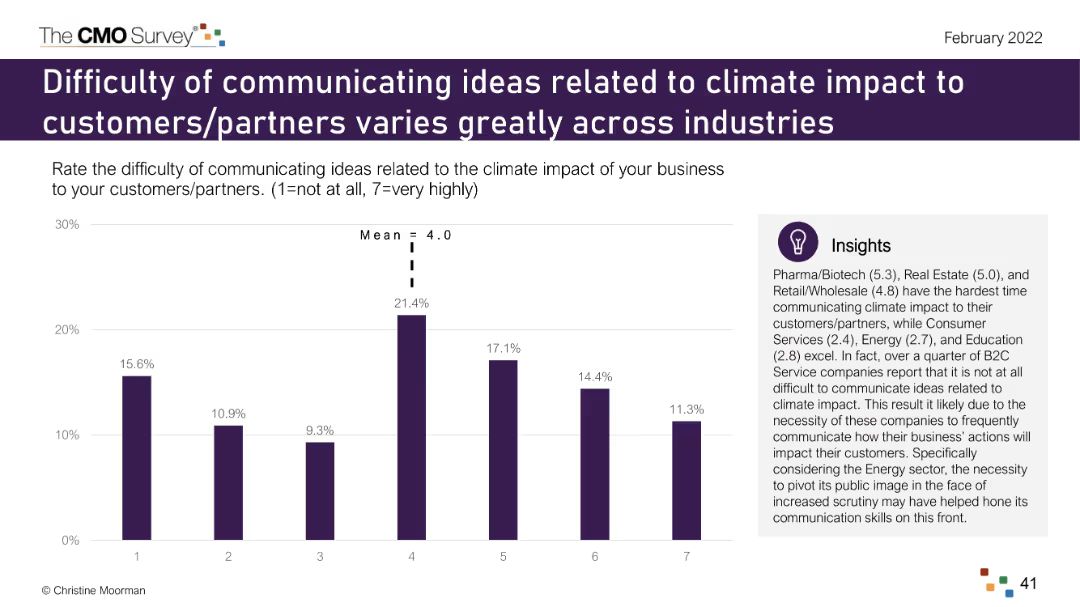 The CMO Survey®
February 2022
Difficulty of communicating ideas related to climate impact to
customers/partners varies greatly across industries
Rate the difficulty of communicating ideas related to the climate impact of your business
to your customers/partners. (1=not at all, 7=very highly)
30%
20%
10%
0%
Mean = 4.0
15.6%
10.9%
9.3%
21.4%
17.1%
14.4%
11.3%
1
2
3
4
5
6
7
Insights
Pharma/Biotech (5.3), Real Estate (5.0), and
Retail/Wholesale (4.8) have the hardest time
communicating climate impact to their
customers/partners, while Consumer
Services (2.4), Energy (2.7), and Education
(2.8) excel. In fact, over a quarter of B2C
Service companies report that it is not at all
difficult to communicate ideas related to
climate impact. This result it likely due to the
necessity of these companies to frequently
communicate how their business' actions will
impact their customers. Specifically
considering the Energy sector, the necessity
to pivot its public image in the face of
increased scrutiny may have helped hone its
communication skills on this front.
© Christine Moorman
41